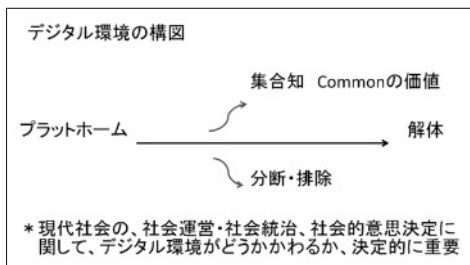 デジタル環境の構図
集合知 Commonの価値
プラットホーム 解体
分断・排除
*現代社会の、社会運営・社会統治、社会的意思決定に
関して、デジタル環境がどうかかわるか、決定的に重要